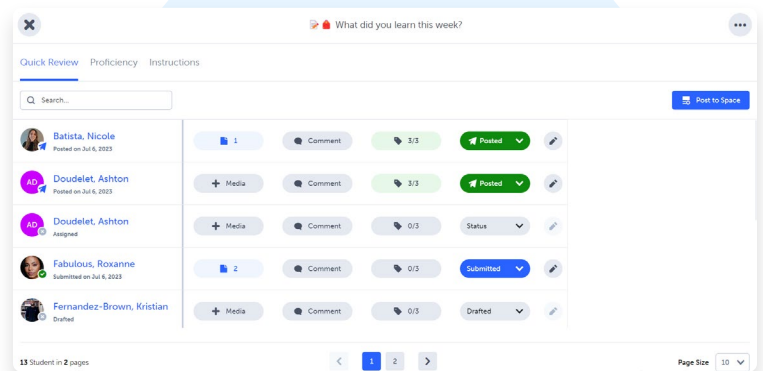 What did you learn this week?
Quick Review Proficiency Instructions
Search...
Post to Space
Batista, Nicole
Posted on Jul 6, 2023
1
Comment
3/3
Posted
AD
Doudelet, Ashton
Posted on Jul 6, 2023
Media
Comment
3/3
Posted
AD
Doudelet, Ashton
Assigned
Media
Comment
0/3
Status
Fabulous, Roxanne
Submitted on Jul 6, 2023
2
Comment
0/3
Submitted
Fernandez-Brown, Kristian
Drafted
Media
Comment
0/3
Drafted
13 Student in 2 pages
1 2
Page Size 10